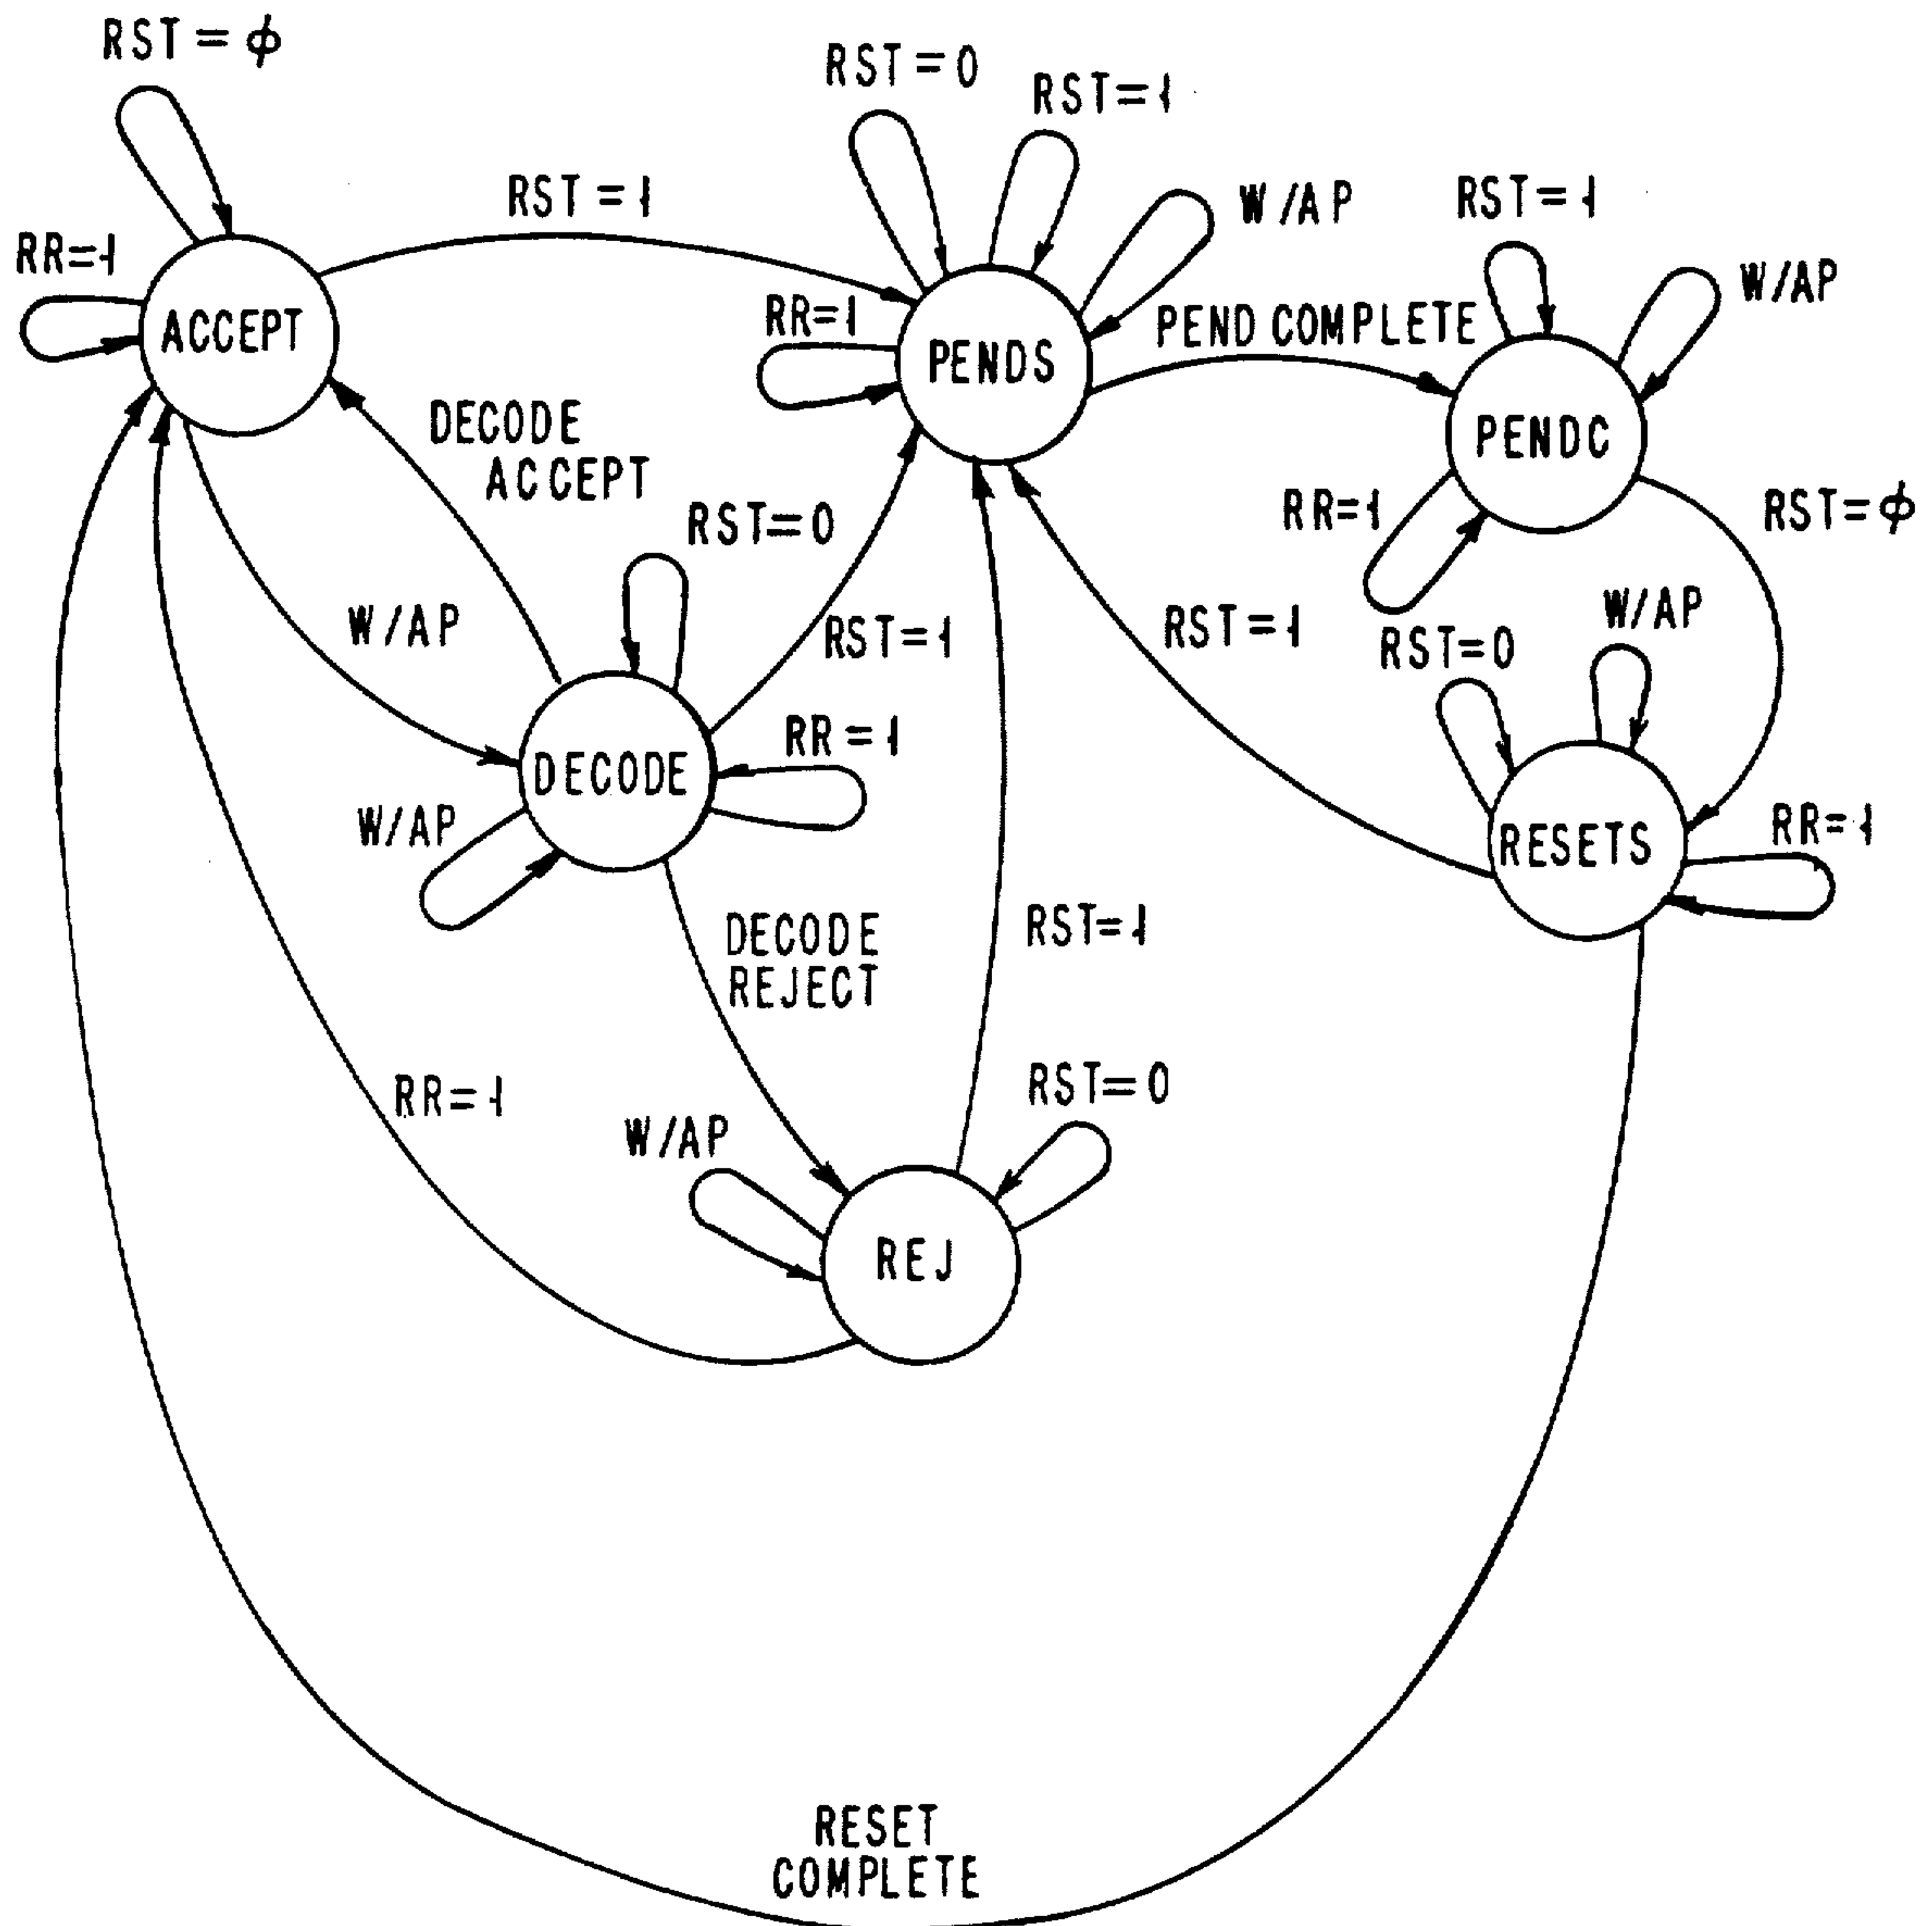 RST = ϕ
RST=0
RST=1
RST=1
W/AP
RST=1
W/AP
RR=1
ACCEPT
RR=1
PENDS
PEND COMPLETE
PENDC
DECODE
ACCEPT
RST=0
RR=1
RST=ϕ
W/AP
RST=1
RST=1
RST=0
W/AP
DECODE
RR=1
W/AP
RESETS
RR=1
DECODE
REJECT
RST=1
RR=1
W/AP
RST=0
REJ
RESET
COMPLETE